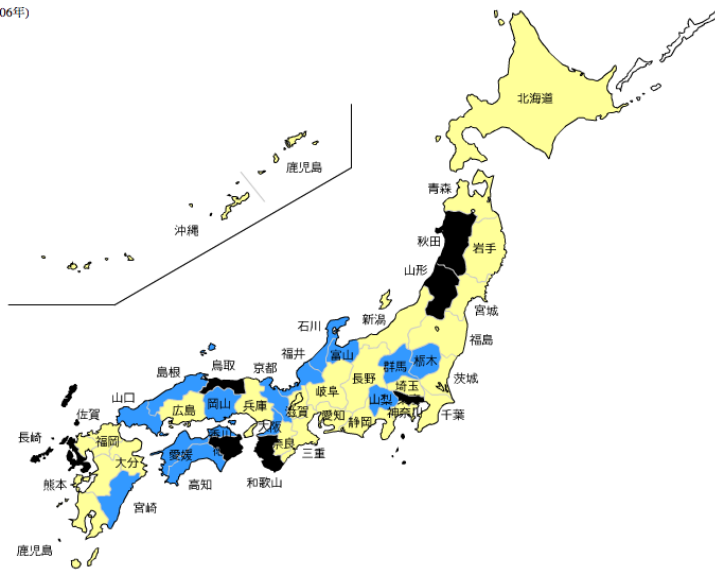 06年)
北海道
鹿児島
青森
沖縄
秋田
岩手
山形
宮城
新潟
石川
福島
鳥取
京都
福井
富山
群馬
栃木
島根
長野
茨城
山口
岐阜
埼玉
岡山
兵庫
山梨
佐賀
広島
滋賀
愛知
神奈川
千葉
静岡
香川
大阪
長崎
福岡
奈良
三重
愛媛
大分
熊本
高知
和歌山
宮崎
鹿児島